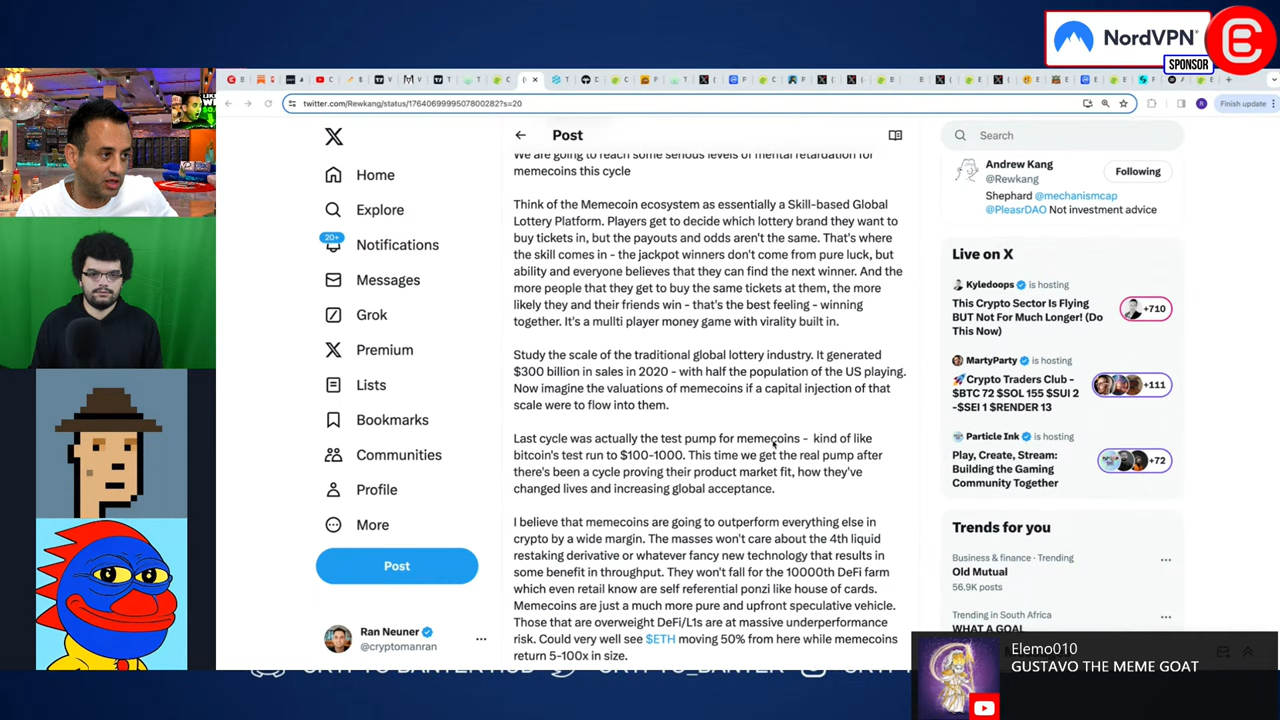 NordVPN
SPONSOR
twitter.com/Rewkang/status/1764069999507800282?s=20
Finish update
Home
Explore
20+
Notifications
Messages
Grok
Premium
Lists
Bookmarks
Communities
Profile
More
Post
Ran Neuner
@cryptomanran
Post
We are going to reach some serious levels of mental retardation for
memecoins this cycle
Think of the Memecoin ecosystem as essentially a Skill-based Global
Lottery Platform. Players get to decide which lottery brand they want to
buy tickets in, but the payouts and odds aren't the same. That's where
the skill comes in - the jackpot winners don't come from pure luck, but
ability and everyone believes that they can find the next winner. And the
more people that they get to buy the same tickets at them, the more
likely they and their friends win - that's the best feeling - winning
together. It's a mullti player money game with virality built in.
Study the scale of the traditional global lottery industry. It generated
$300 billion in sales in 2020 - with half the population of the US playing.
Now imagine the valuations of memecoins if a capital injection of that
scale were to flow into them.
Last cycle was actually the test pump for memecoins - kind of like
bitcoin's test run to $100-1000. This time we get the real pump after
there's been a cycle proving their product market fit, how they've
changed lives and increasing global acceptance.
I believe that memecoins are going to outperform everything else in
crypto by a wide margin. The masses won't care about the 4th liquid
restaking derivative or whatever fancy new technology that results in
some benefit in throughput. They won't fall for the 10000th DeFi farm
which even retail know are self referential ponzi like house of cards.
Memecoins are just a much more pure and upfront speculative vehicle.
Those that are overweight DeFi/L1s are at massive underperformance
risk. Could very well see $ETH moving 50% from here while memecoins
return 5-100x in size.
Search
Andrew Kang
@Rewkang
Following
Shephard @mechanismcap
@PleasrDAO Not investment advice
Live on X
Kyledoops is hosting
This Crypto Sector Is Flying
BUT Not For Much Longer! (Do
This Now)
+710
MartyParty is hosting
🚀Crypto Traders Club -
$BTC 72 $SOL 155 $SUI 2
-$SEI 1 $RENDER 13
+111
Particle Ink is hosting
Play, Create, Stream:
Building the Gaming
Community Together
+72
Trends for you
Business & finance · Trending
Old Mutual
56.9K posts
Trending in South Africa
WHAT A GOAL
Elemo010
GUSTAVO THE MEME GOAT
CRYPTO_BANTER